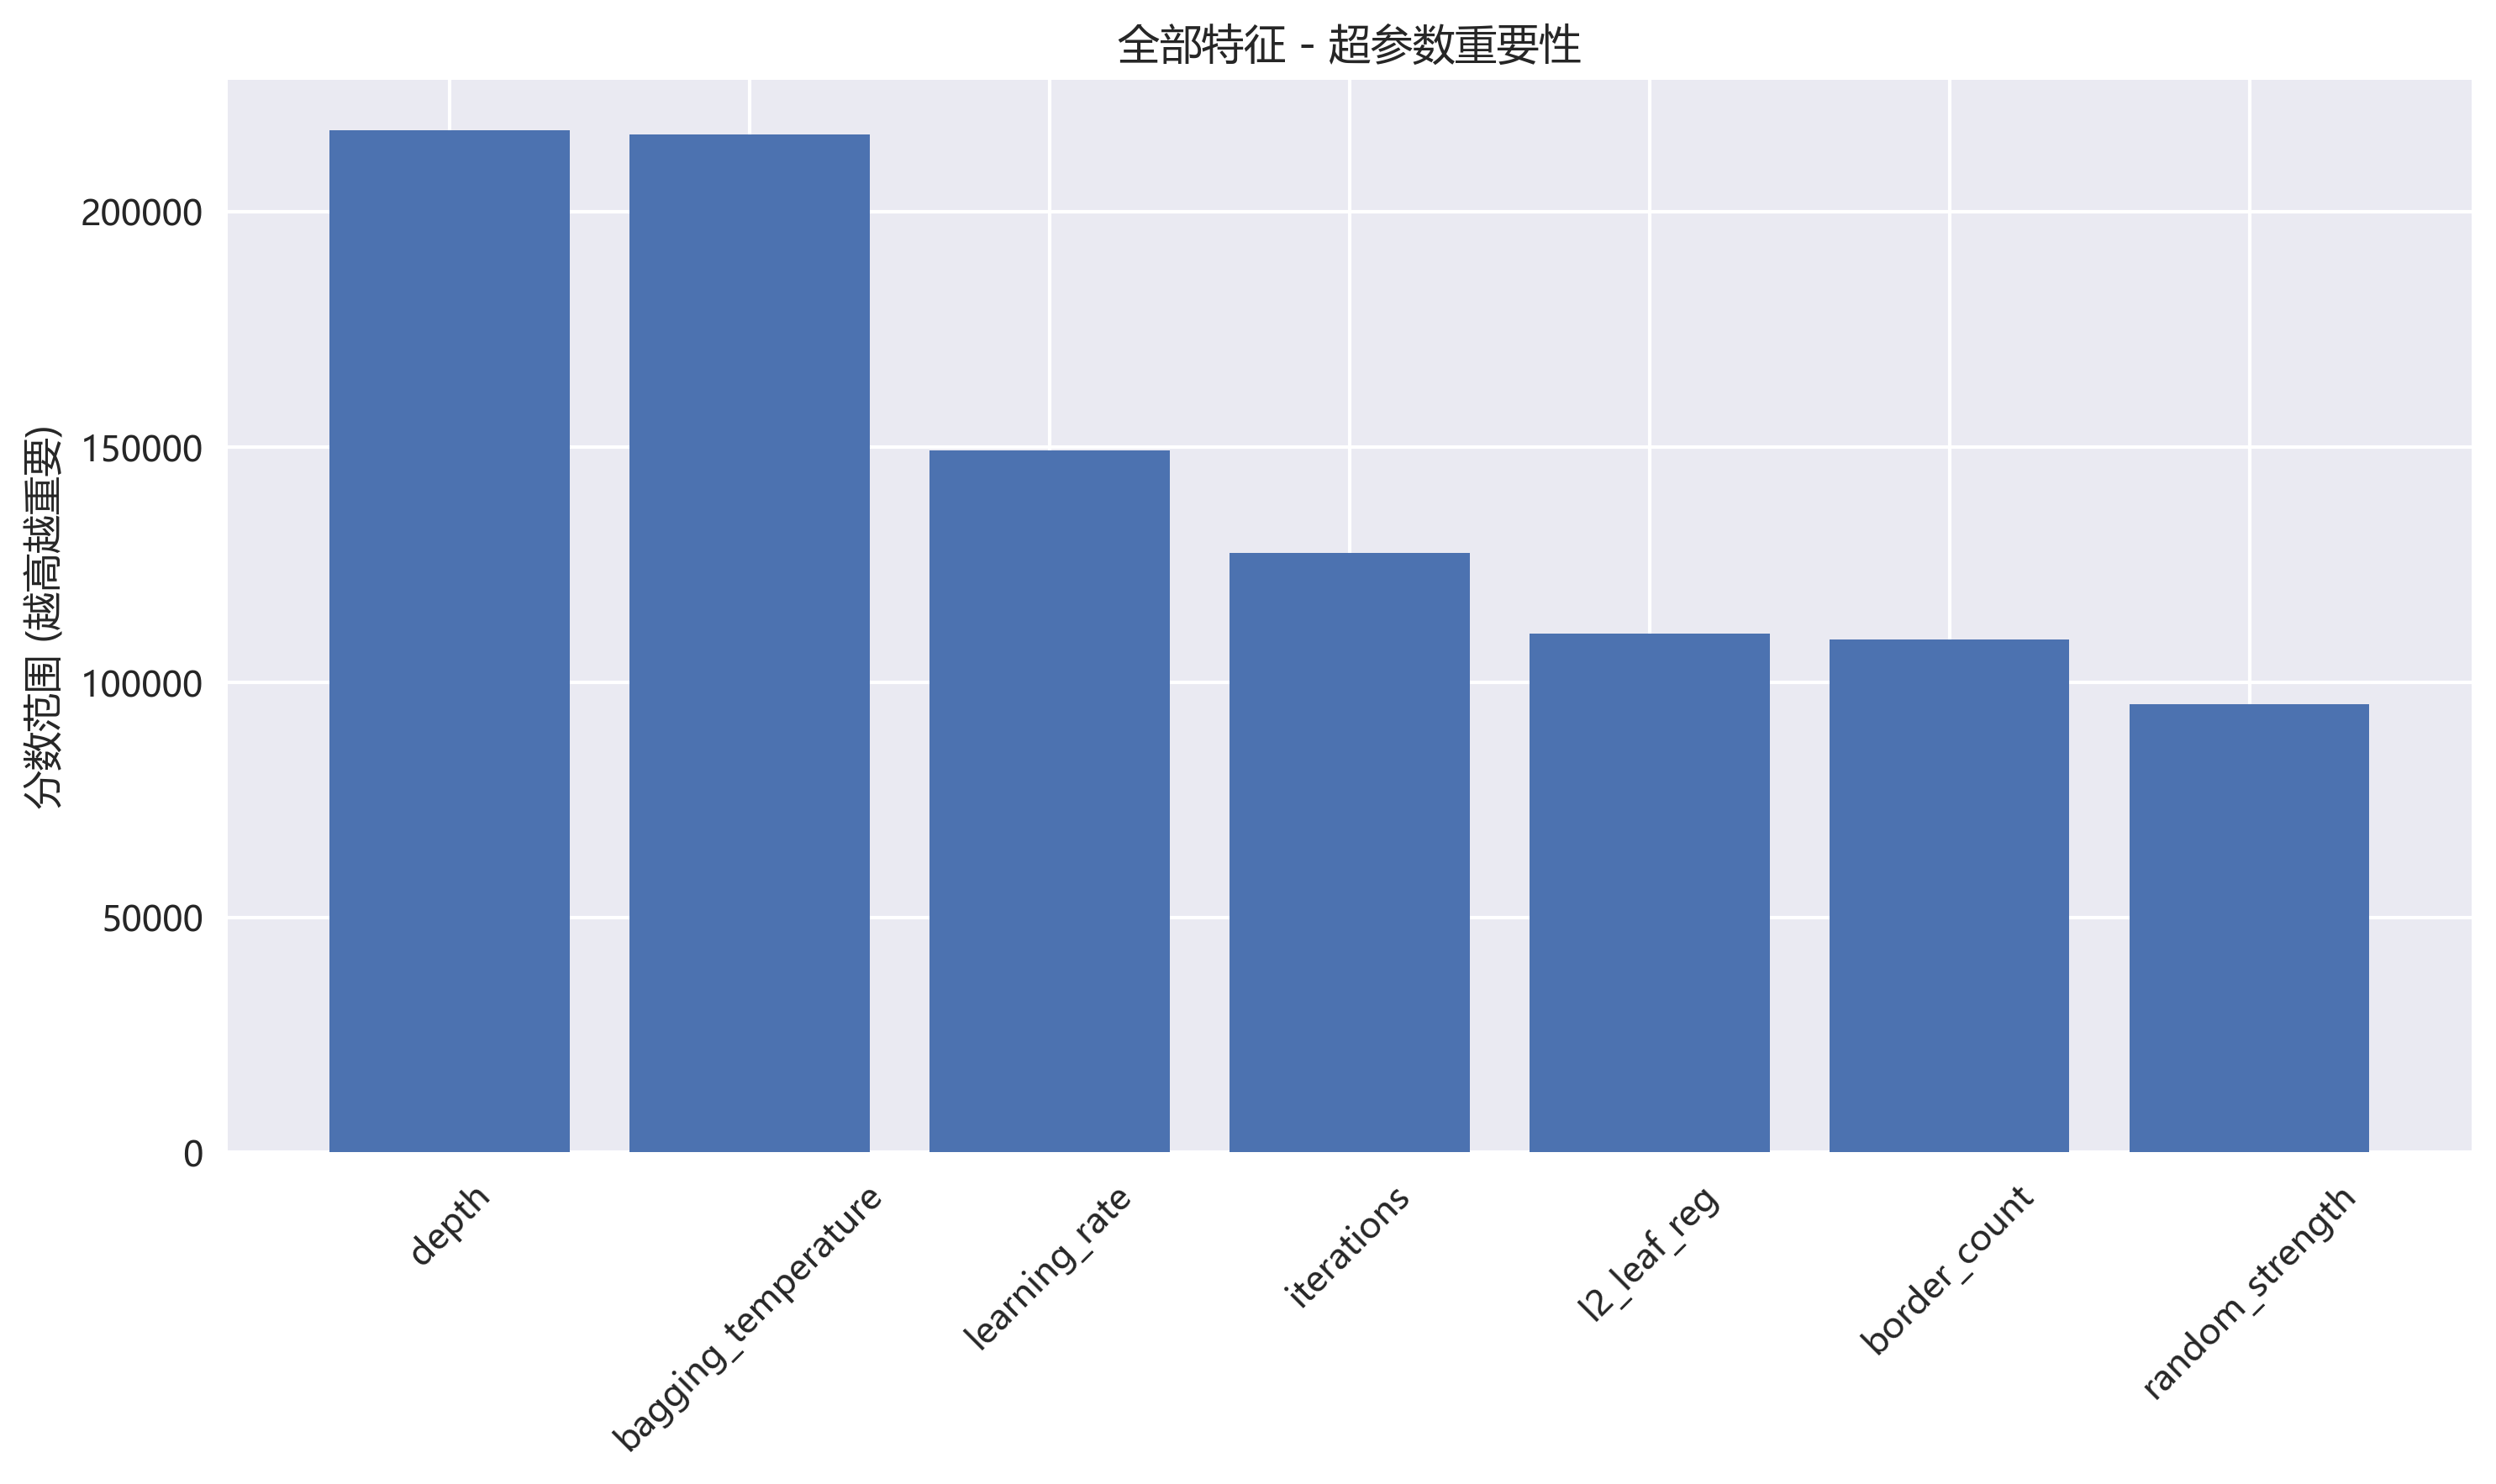 全部特征 - 超参数重要性
分数范围 (越高越重要)
200000
150000
100000
50000
0
depth
bagging_temperature
learning_rate
iterations
l2_leaf_reg
border_count
random_strength